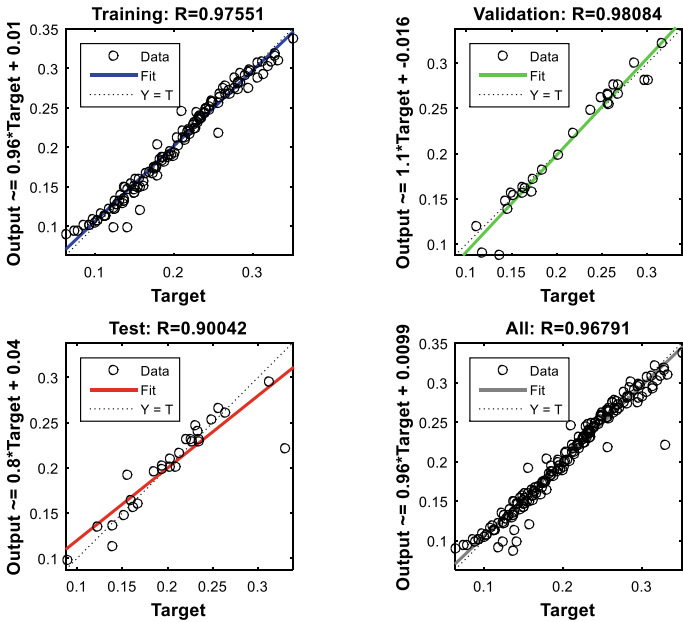 Training: R=0.97551
Output ~= 0.96*Target + 0.01
0.35
0.3
0.25
0.2
0.15
0.1
Data
Fit
Y = T
0.1
0.2
0.3
Target
Validation: R=0.98084
Output ~= 1.1*Target + -0.016
0.3
0.25
0.2
0.15
0.1
Data
Fit
Y = T
0.1
0.15
0.2
0.25
0.3
Target
Test: R=0.90042
Output ~= 0.8*Target + 0.04
0.3
0.25
0.2
0.15
0.1
Data
Fit
Y = T
0.1
0.15
0.2
0.25
0.3
Target
All: R=0.96791
Output ~= 0.96*Target + 0.0099
0.35
0.3
0.25
0.2
0.15
0.1
Data
Fit
Y = T
0.1
0.2
0.3
Target